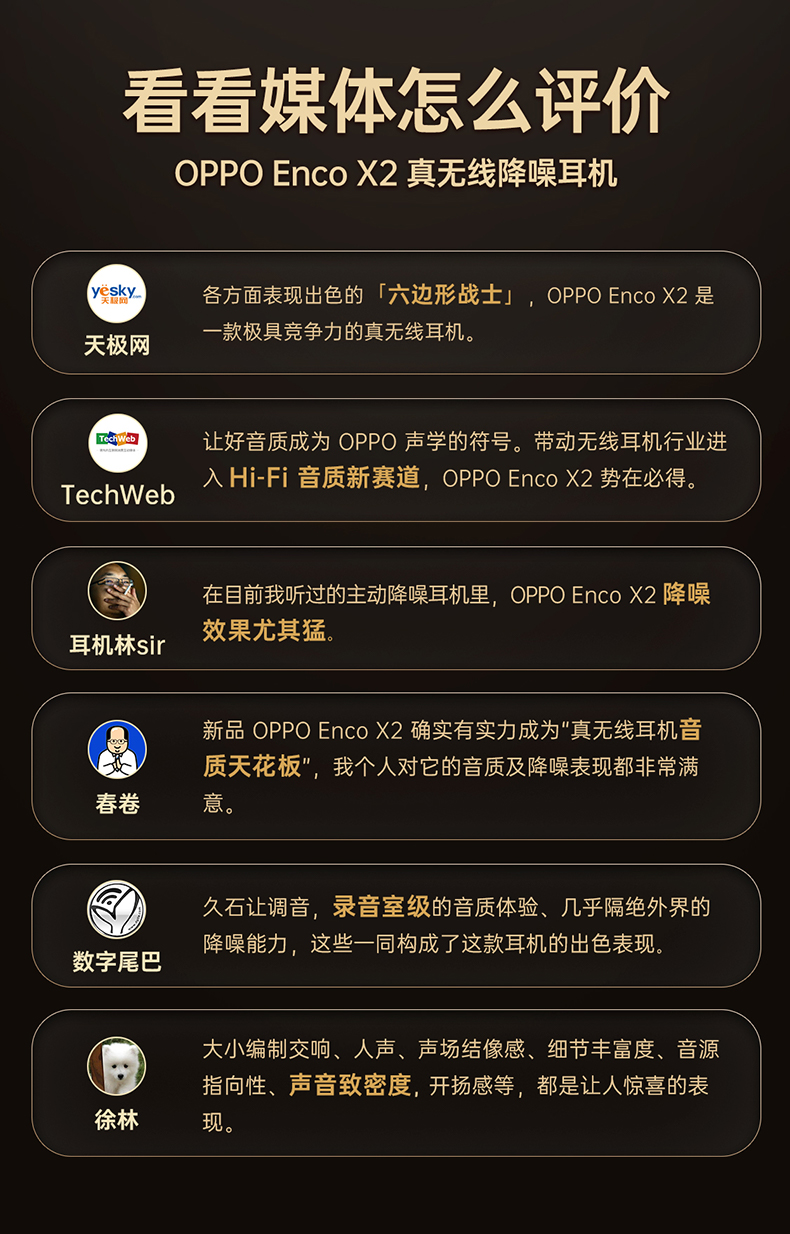 看看媒体怎么评价
OPPO Enco X2 真无线降噪耳机
yesky.com
天极网
天极网
各方面表现出色的「六边形战士」，OPPO Enco X2 是
一款极具竞争力的真无线耳机。
TechWeb
TechWeb
让好音质成为 OPPO 声学的符号。带动无线耳机行业进
入 Hi-Fi 音质新赛道，OPPO Enco X2 势在必得。
耳机林sir
在目前我听过的主动降噪耳机里，OPPO Enco X2 降噪
效果尤其猛。
春卷
新品 OPPO Enco X2 确实有实力成为“真无线耳机音
质天花板”，我个人对它的音质及降噪表现都非常满
意。
数字尾巴
久石让调音，录音室级的音质体验、几乎隔绝外界的
降噪能力，这些一同构成了这款耳机的出色表现。
徐林
大小编制交响、人声、声场结像感、细节丰富度、音源
指向性、声音致密度, 开扬感等，都是让人惊喜的表
现。